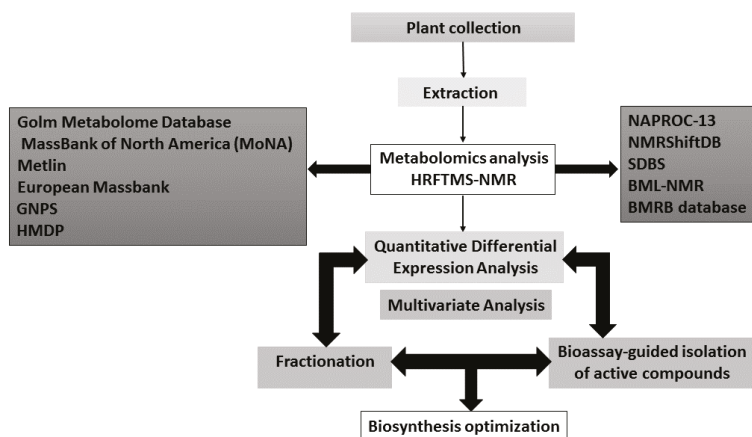 Plant collection
Extraction
Golm Metabolome Database
MassBank of North America (MoNA)
Metlin
European Massbank
GNPS
HMDP
Metabolomics analysis
HRFTMS-NMR
NAPROC-13
NMRShiftDB
SDBS
BML-NMR
BMRB database
Quantitative Differential
Expression Analysis
Multivariate Analysis
Fractionation
Bioassay-guided isolation
of active compounds
Biosynthesis optimization